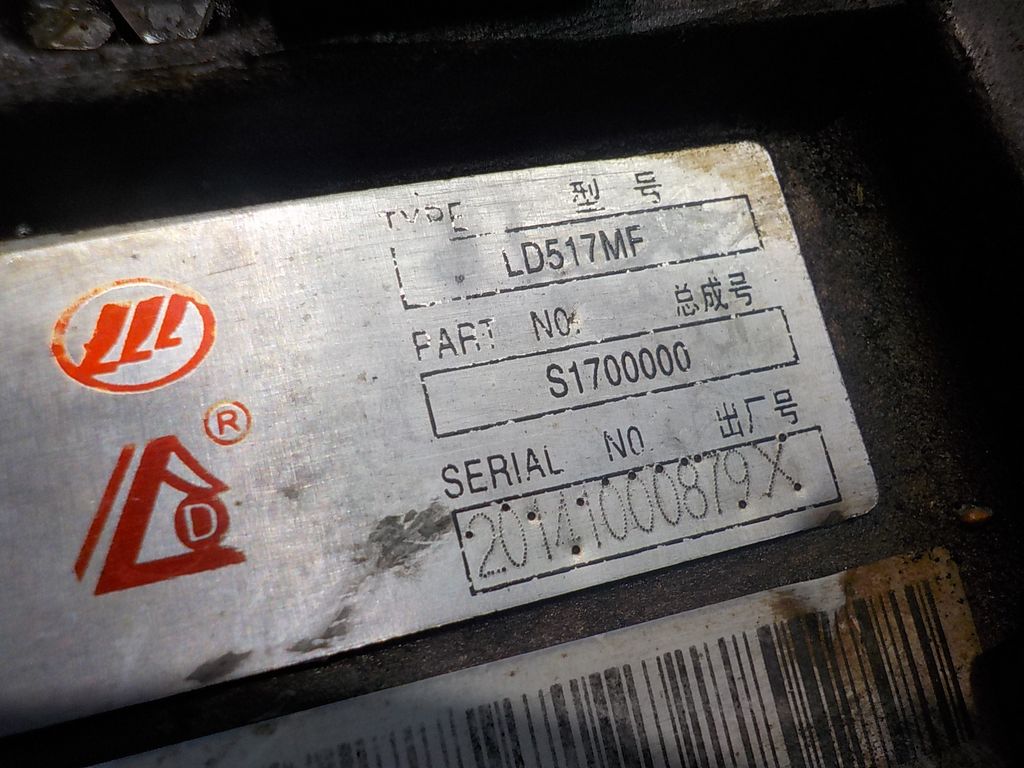 TYPE 型 号
LD517MF
PART NO. 总成号
S1700000
SERIAL NO. 出厂号
20141000879X
®
D